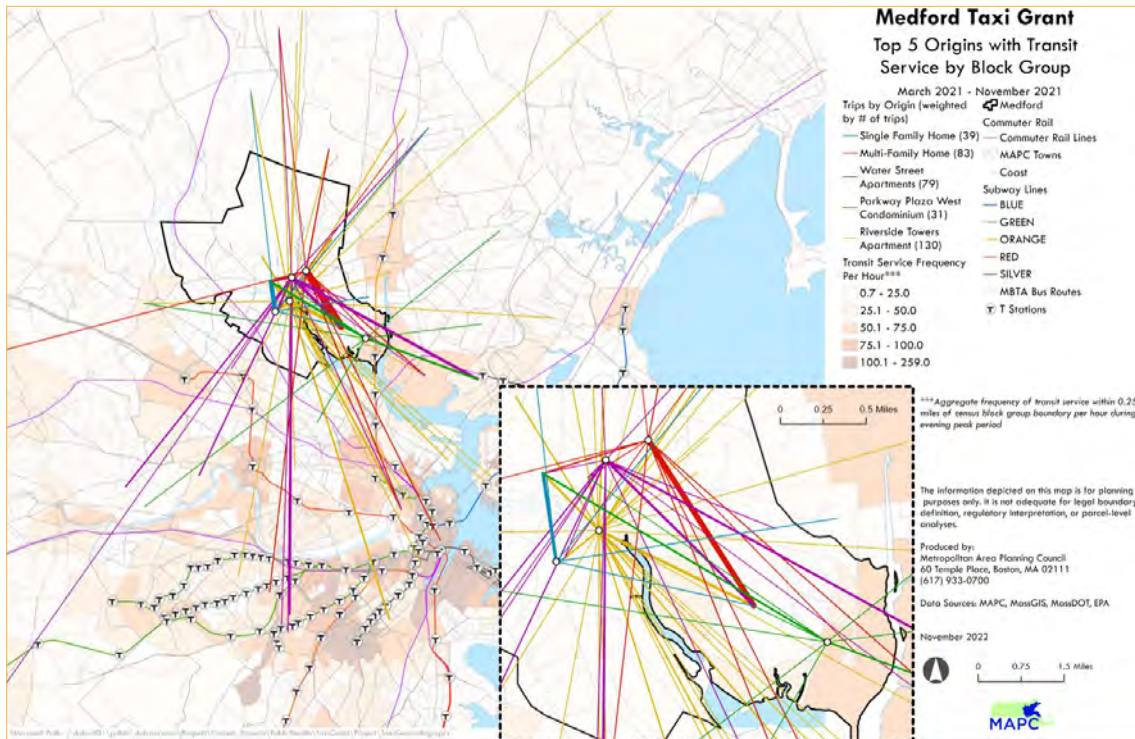 Medford Taxi Grant
Top 5 Origins with Transit
Service by Block Group
March 2021 - November 2021
Trips by Origin (weighted
by # of trips)
Single Family Home (39)
Multi-Family Home (83)
Water Street
Apartments (79)
Parkway Plaza West
Condominium (31)
Riverside Towers
Apartment (130)
Transit Service Frequency
Per Hour***
0.7 - 25.0
25.1 - 50.0
50.1 - 75.0
75.1 - 100.0
100.1 - 259.0
Medford
Commuter Rail
Commuter Rail Lines
MAPC Towns
Coast
Subway Lines
BLUE
GREEN
ORANGE
RED
SILVER
MBTA Bus Routes
T Stations
0 0.25 0.5 Miles
***Aggregate frequency of transit service within 0.25
miles of census block group boundary per hour during
evening peak period
The information depicted on this map is for planning
purposes only. It is not adequate for legal boundary
definition, regulatory interpretation, or parcel-level
analyses.
Produced by:
Metropolitan Area Planning Council
60 Temple Place, Boston, MA 02111
(617) 933-0700
Data Sources: MAPC, MassGIS, MassDOT, EPA
November 2022
0 0.75 1.5 Miles
MAPC